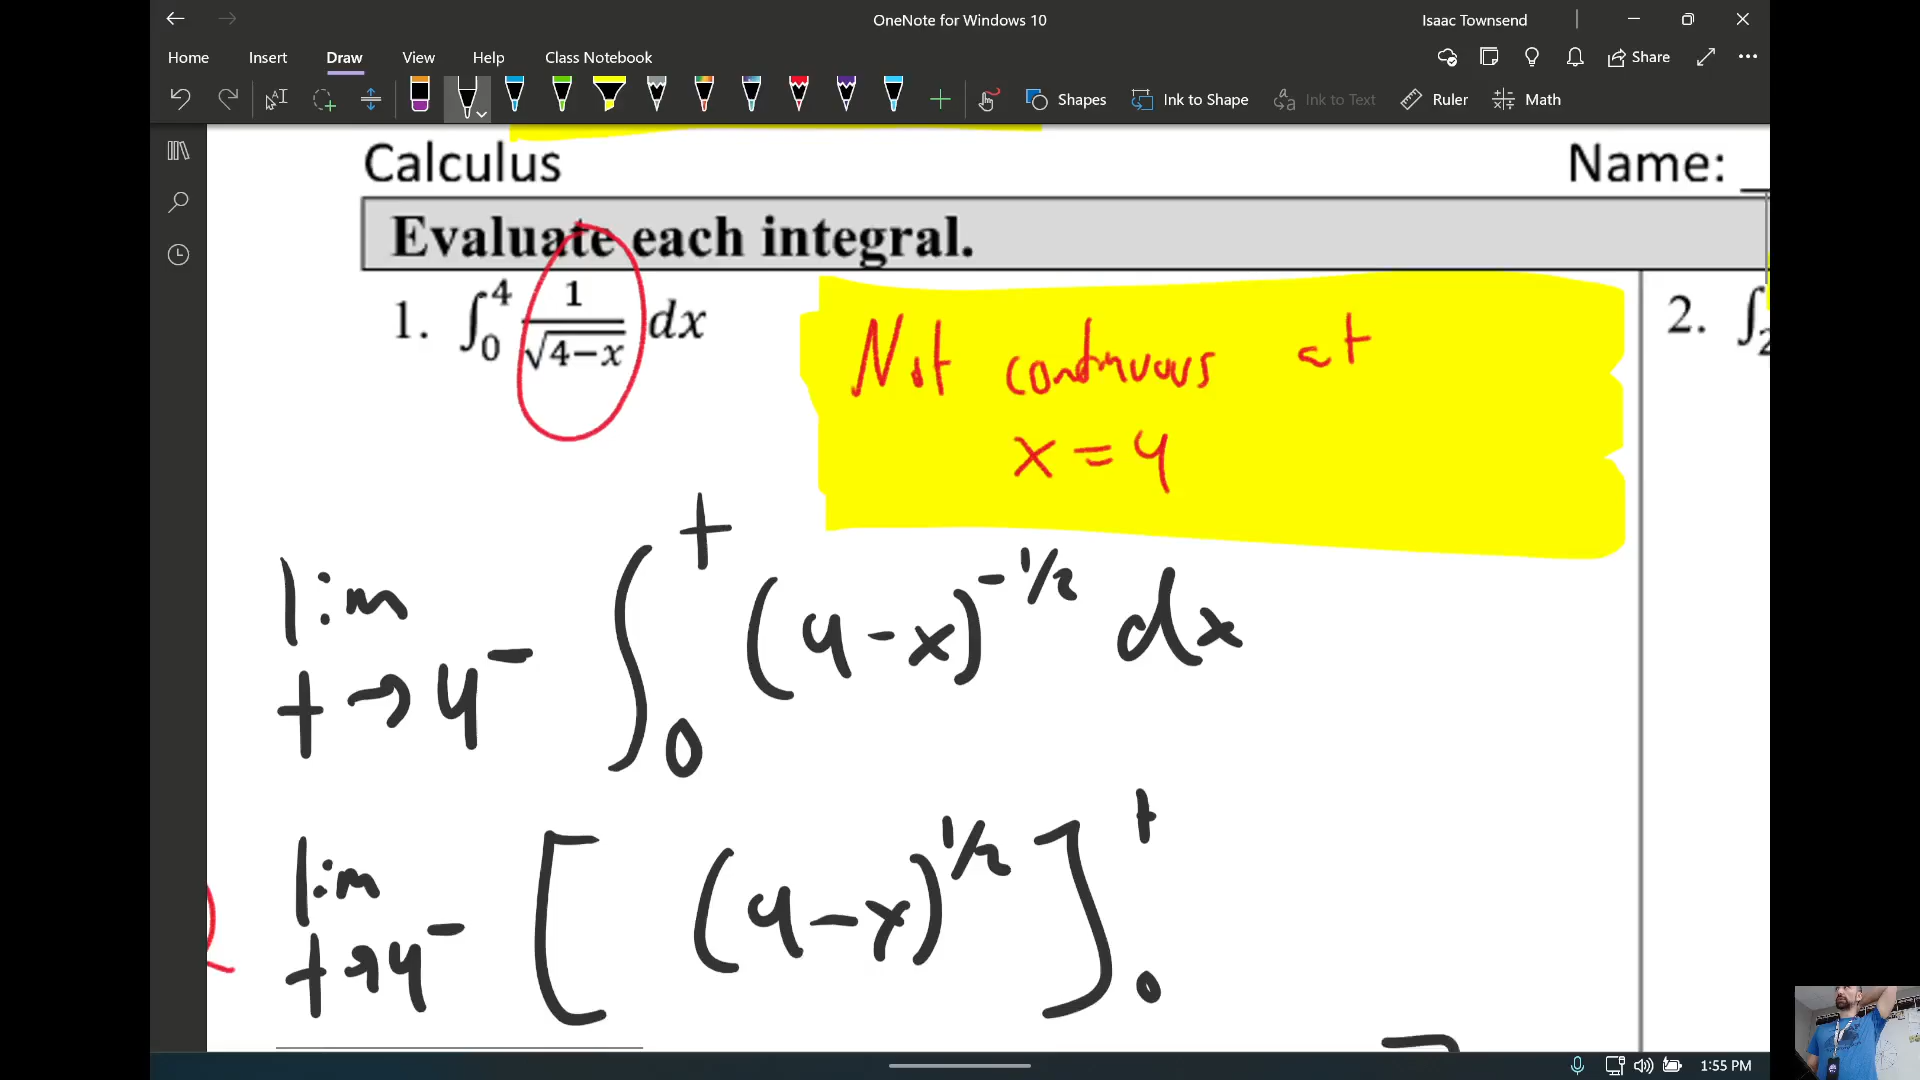 OneNote for Windows 10
Isaac Townsend
Home Insert Draw View Help Class Notebook
Share
Shapes Ink to Shape Ink to Text Ruler Math
Calculus
Name: _
Evaluate each integral.
1. ∫₀⁴ 1/√(4−x) dx
2. ∫₂
Not continuous at
x = 4
lim t→4⁻ ∫₀ᵗ (4-x)^(-1/2) dx
lim t→4⁻ [ (4-x)^(1/2) ]₀ᵗ
1:55 PM